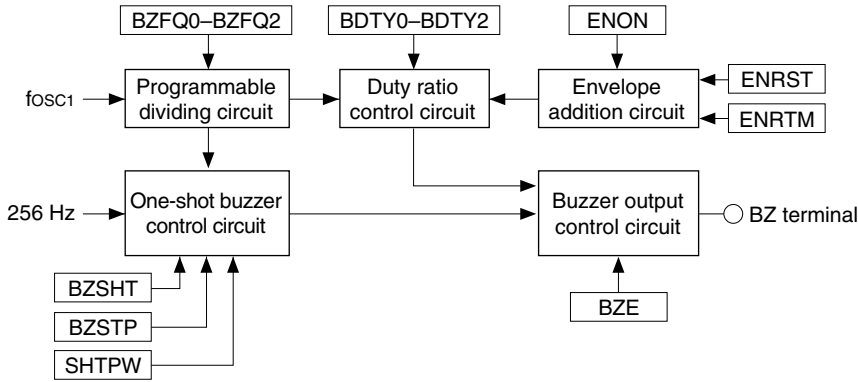 BZFQ0–BZFQ2
BDTY0–BDTY2
ENON
fOSC1
Programmable
dividing circuit
Duty ratio
control circuit
Envelope
addition circuit
ENRST
ENRTM
256 Hz
One-shot buzzer
control circuit
Buzzer output
control circuit
BZ terminal
BZSHT
BZSTP
SHTPW
BZE